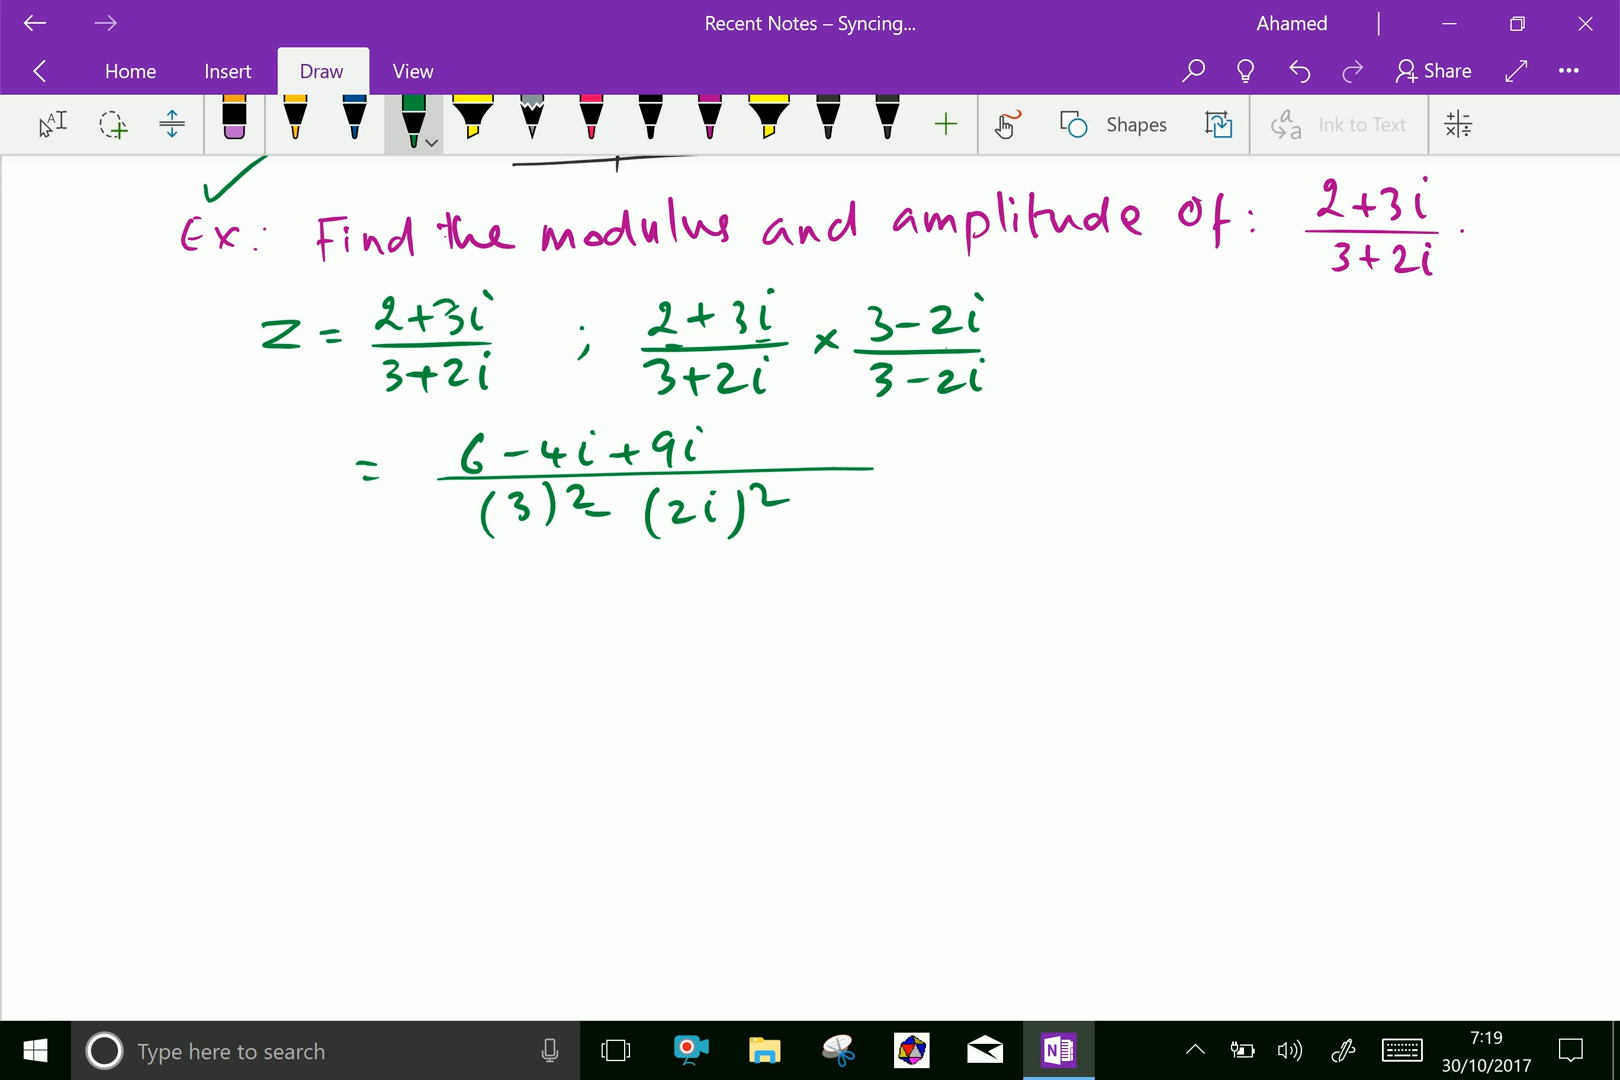 Recent Notes – Syncing...
Ahamed
Home Insert Draw View
Share
Shapes
Ink to Text
Ex: Find the modulus and amplitude of: 2+3i / 3+2i .
Z = 2+3i / 3+2i ; 2+3i / 3+2i × 3-2i / 3-2i
= 6-4i+9i / (3)2 (2i)2
Type here to search
7:19
30/10/2017